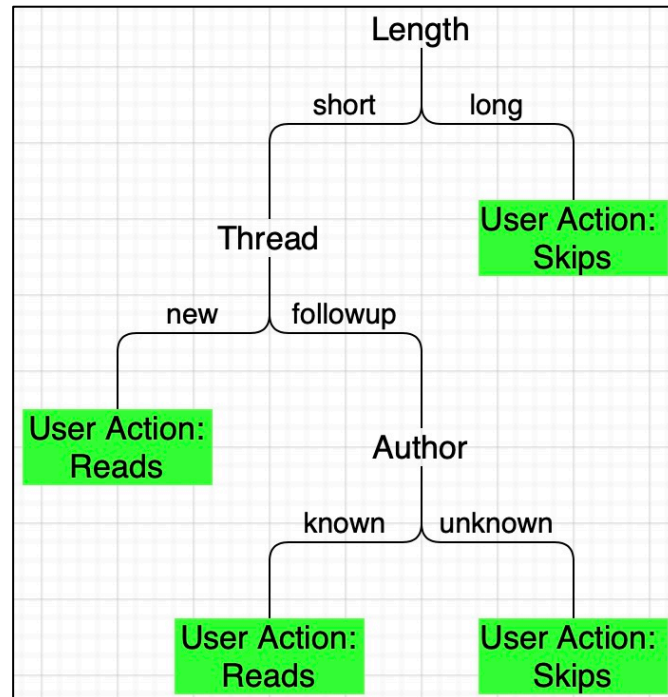 Length
short
long
User Action:
Skips
Thread
new
followup
User Action:
Reads
Author
known
unknown
User Action:
Reads
User Action:
Skips